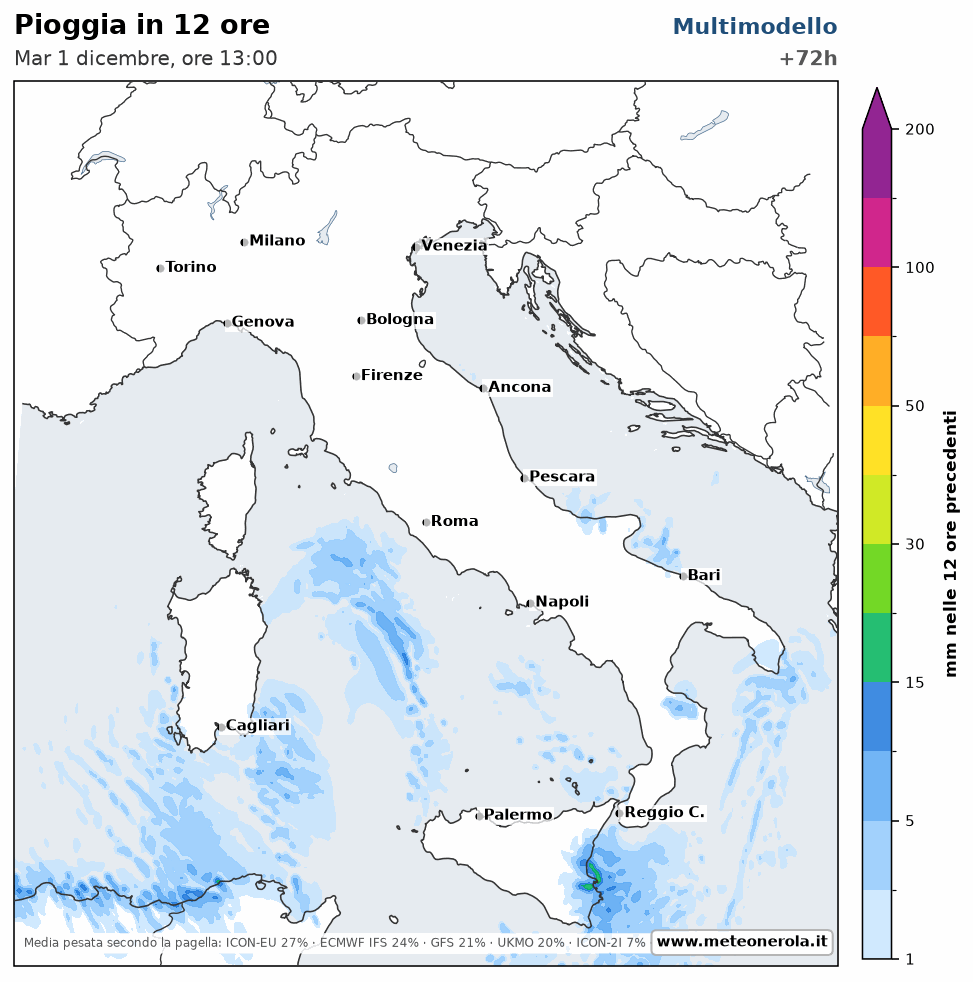 Pioggia in 12 ore
Multimodello
Mar 1 dicembre, ore 13:00
+72h
Milano
Venezia
Torino
Genova
Bologna
Firenze
Ancona
Pescara
Roma
Bari
Napoli
Cagliari
Palermo
Reggio C.
200
100
50
30
15
5
1
mm nelle 12 ore precedenti
Media pesata secondo la pagella: ICON-EU 27% · ECMWF IFS 24% · GFS 21% · UKMO 20% · ICON-2I 7%
www.meteonerola.it